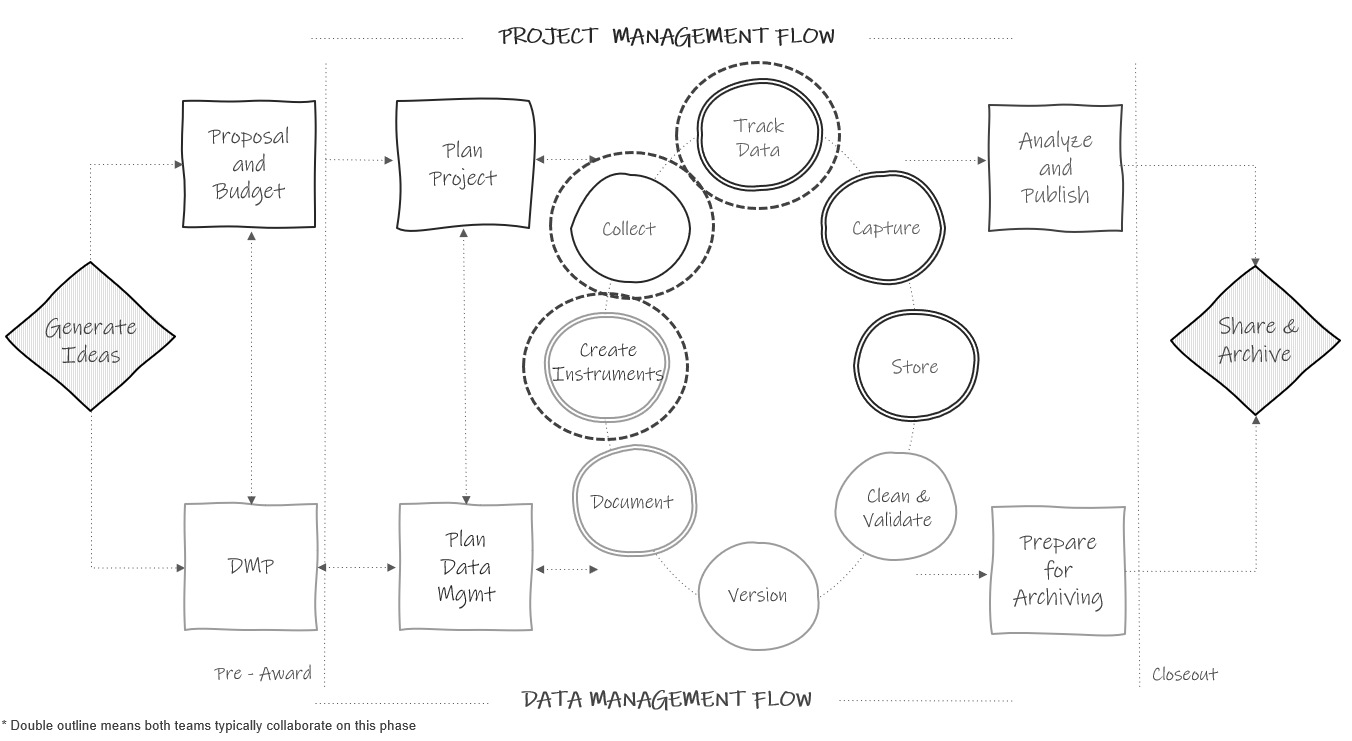 PROJECT MANAGEMENT FLOW
Proposal
and
Budget
Plan
Project
Track
Data
Analyze
and
Publish
Collect
Capture
Generate
Ideas
Create
Instruments
Store
Share &
Archive
Document
Clean &
Validate
DMP
Plan
Data
Mgmt
Version
Prepare
for
Archiving
Pre - Award
Closeout
DATA MANAGEMENT FLOW
* Double outline means both teams typically collaborate on this phase